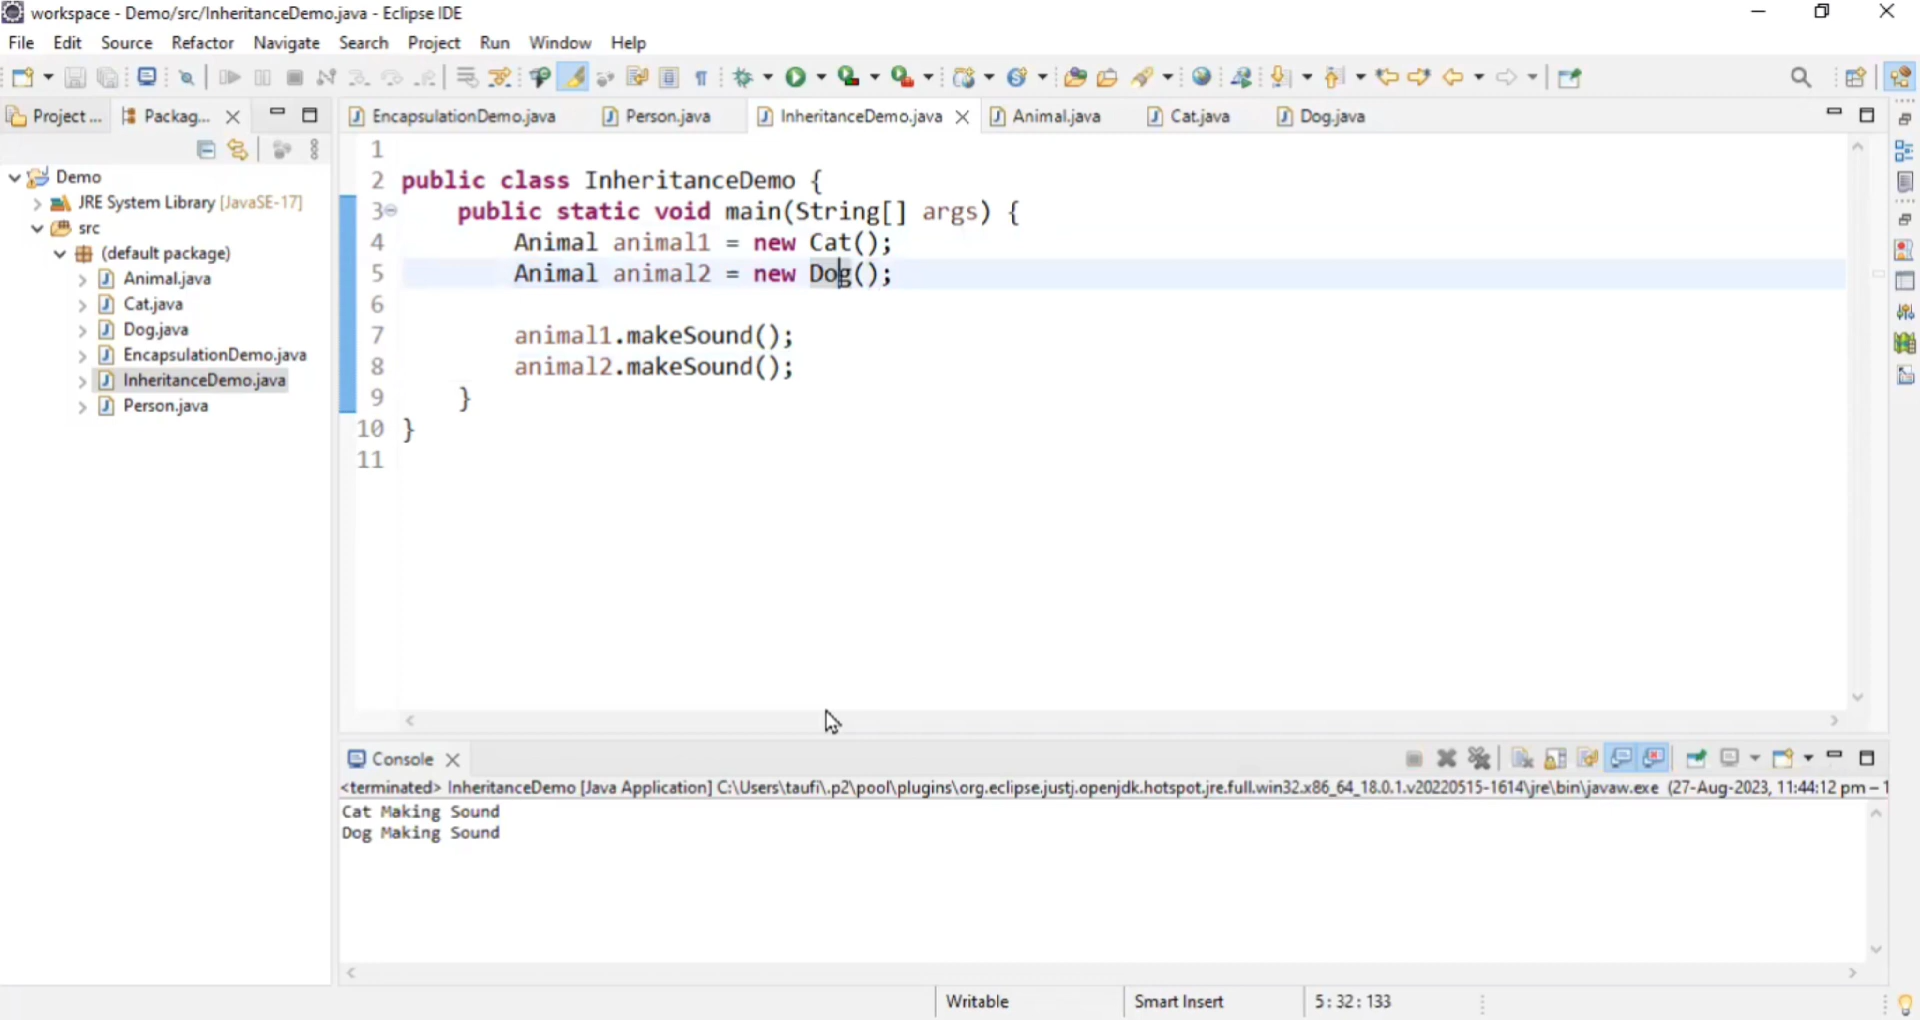 workspace - Demo/src/InheritanceDemo.java - Eclipse IDE
File Edit Source Refactor Navigate Search Project Run Window Help
Project ... Packag...
EncapsulationDemo.java Person.java InheritanceDemo.java Animal.java Cat.java Dog.java
Demo
JRE System Library [JavaSE-17]
src
(default package)
Animal.java
Cat.java
Dog.java
EncapsulationDemo.java
InheritanceDemo.java
Person.java
1
2 public class InheritanceDemo {
3 public static void main(String[] args) {
4 Animal animal1 = new Cat();
5 Animal animal2 = new Dog();
6
7 animal1.makeSound();
8 animal2.makeSound();
9 }
10 }
11
Console
<terminated> InheritanceDemo [Java Application] C:\Users\taufi\.p2\pool\plugins\org.eclipse.justj.openjdk.hotspot.jre.full.win32.x86_64_18.0.1.v20220515-1614\jre\bin\javaw.exe (27-Aug-2023, 11:44:12 pm – 1
Cat Making Sound
Dog Making Sound
Writable Smart Insert 5 : 32 : 133